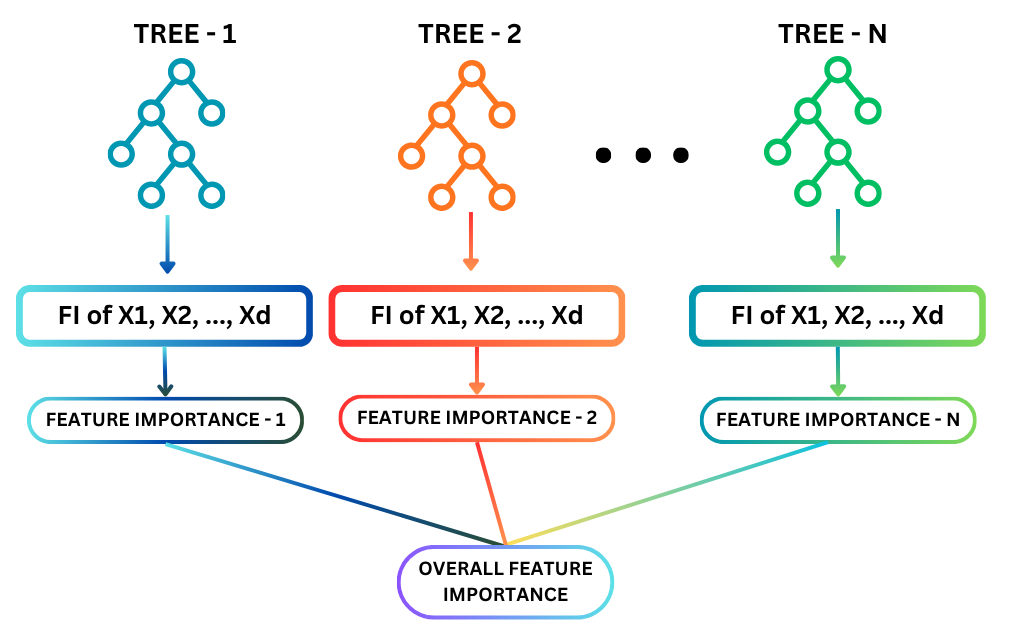 TREE - 1
TREE - 2
TREE - N
FI of X1, X2, ..., Xd
FI of X1, X2, ..., Xd
FI of X1, X2, ..., Xd
FEATURE IMPORTANCE - 1
FEATURE IMPORTANCE - 2
FEATURE IMPORTANCE - N
OVERALL FEATURE
IMPORTANCE